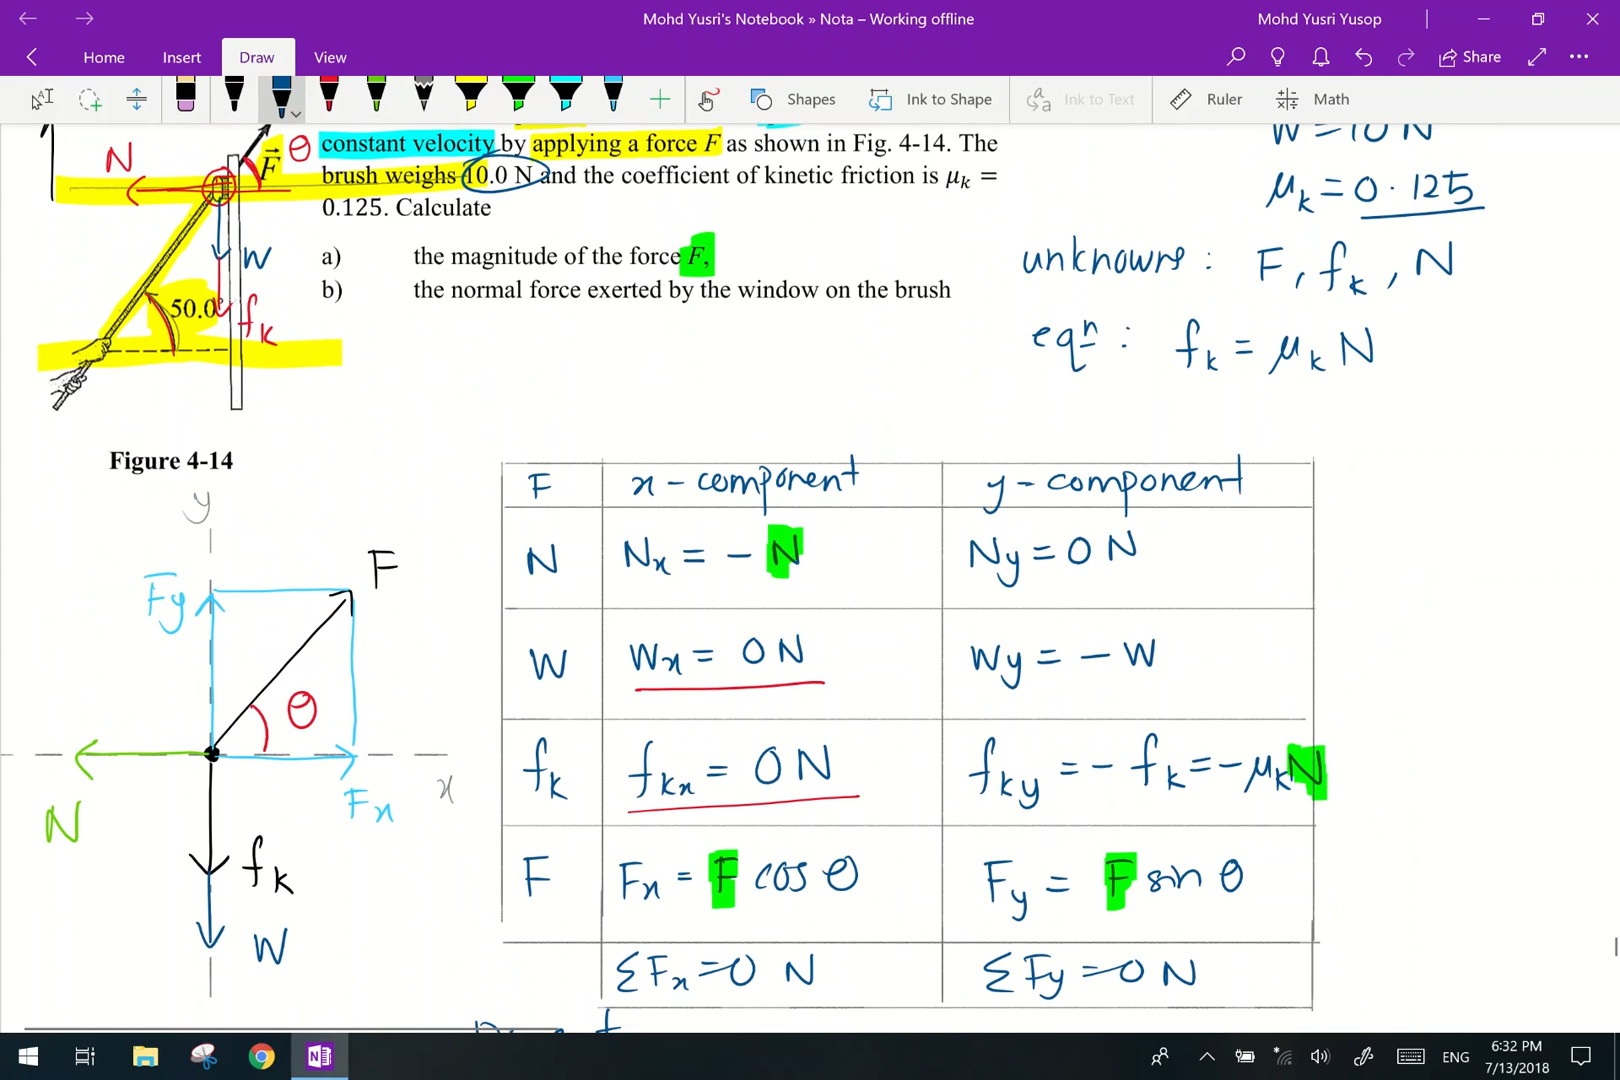 Mohd Yusri's Notebook » Nota – Working offline
Mohd Yusri Yusop
Home Insert Draw View
Share
Shapes
Ink to Shape
Ink to Text
Ruler
Math
constant velocity by applying a force F as shown in Fig. 4-14. The
brush weighs 10.0 N and the coefficient of kinetic friction is μk =
0.125. Calculate
a) the magnitude of the force F,
b) the normal force exerted by the window on the brush
N
F
θ
W
50.0
fk
W = 10 N
μk = 0.125
unknowns : F, fk, N
eqn : fk = μk N
Figure 4-14
y
F
Fy
θ
x
N
Fx
fk
W
F x-component y-component
N Nx = - N Ny = 0 N
W Wx = 0 N Wy = - W
fk fkx = 0 N fky = - fk = - μk N
F Fx = F cos θ Fy = F sin θ
ΣFx = 0 N ΣFy = 0 N
ENG
6:32 PM
7/13/2018